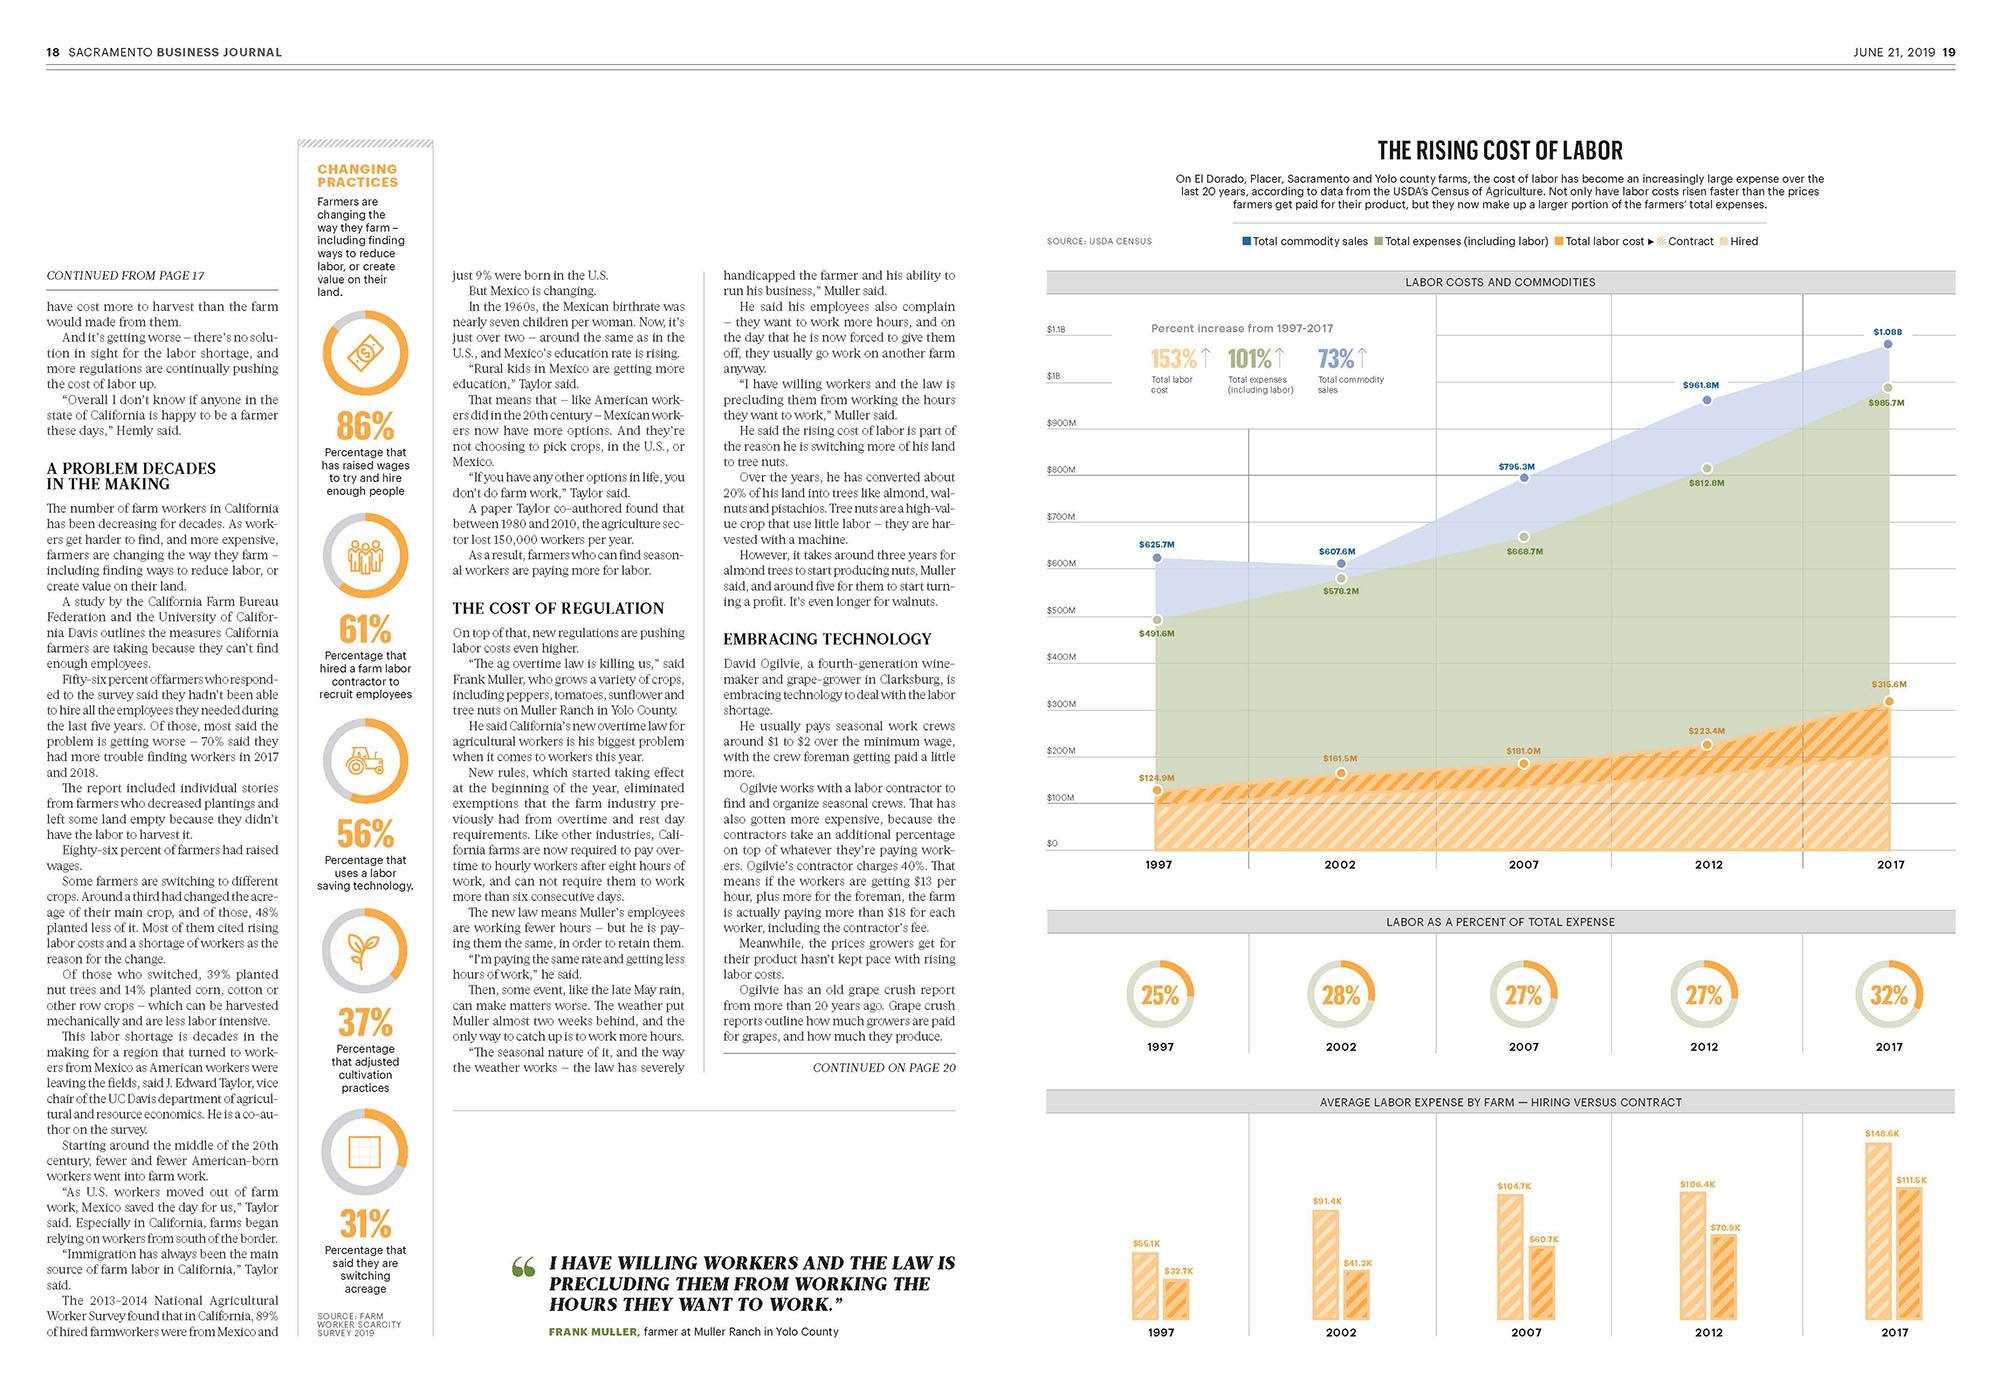 18 SACRAMENTO BUSINESS JOURNAL
JUNE 21, 2019 19
CONTINUED FROM PAGE 17
have cost more to harvest than the farm
would made from them.
And it's getting worse – there's no solu-
tion in sight for the labor shortage, and
more regulations are continually pushing
the cost of labor up.
“Overall I don't know if anyone in the
state of California is happy to be a farmer
these days,” Hemly said.
A PROBLEM DECADES
IN THE MAKING
The number of farm workers in California
has been decreasing for decades. As work-
ers get harder to find, and more expensive,
farmers are changing the way they farm –
including finding ways to reduce labor, or
create value on their land.
A study by the California Farm Bureau
Federation and the University of Califor-
nia Davis outlines the measures California
farmers are taking because they can't find
enough employees.
Fifty-six percent of farmers who respond-
ed to the survey said they hadn't been able
to hire all the employees they needed during
the last five years. Of those, most said the
problem is getting worse – 70% said they
had more trouble finding workers in 2017
and 2018.
The report included individual stories
from farmers who decreased plantings and
left some land empty because they didn't
have the labor to harvest it.
Eighty-six percent of farmers had raised
wages.
Some farmers are switching to different
crops. Around a third had changed the acre-
age of their main crop, and of those, 48%
planted less of it. Most of them cited rising
labor costs and a shortage of workers as the
reason for the change.
Of those who switched, 39% planted
nut trees and 14% planted corn, cotton or
other row crops – which can be harvested
mechanically and are less labor intensive.
This labor shortage is decades in the
making for a region that turned to work-
ers from Mexico as American workers were
leaving the fields, said J. Edward Taylor, vice
chair of the UC Davis department of agricul-
tural and resource economics. He is a co-au-
thor on the survey.
Starting around the middle of the 20th
century, fewer and fewer American-born
workers went into farm work.
“As U.S. workers moved out of farm
work, Mexico saved the day for us,” Taylor
said. Especially in California, farms began
relying on workers from south of the border.
“Immigration has always been the main
source of farm labor in California,” Taylor
said.
The 2013-2014 National Agricultural
Worker Survey found that in California, 89%
of hired farmworkers were from Mexico and
CHANGING
PRACTICES
Farmers are
changing the
way they farm –
including finding
ways to reduce
labor, or create
value on their
land.
86%
Percentage that
has raised wages
to try and hire
enough people
61%
Percentage that
hired a farm labor
contractor to
recruit employees
56%
Percentage that
uses a labor
saving technology.
37%
Percentage
that adjusted
cultivation
practices
31%
Percentage that
said they are
switching
acreage
SOURCE: FARM
WORKER SCARCITY
SURVEY 2019
just 9% were born in the U.S.
But Mexico is changing.
In the 1960s, the Mexican birthrate was
nearly seven children per woman. Now, it's
just over two – around the same as in the
U.S., and Mexico's education rate is rising.
“Rural kids in Mexico are getting more
education,” Taylor said.
That means that – like American work-
ers did in the 20th century – Mexican work-
ers now have more options. And they're
not choosing to pick crops, in the U.S., or
Mexico.
“If you have any other options in life, you
don't do farm work,” Taylor said.
A paper Taylor co-authored found that
between 1980 and 2010, the agriculture sec-
tor lost 150,000 workers per year.
As a result, farmers who can find season-
al workers are paying more for labor.
THE COST OF REGULATION
On top of that, new regulations are pushing
labor costs even higher.
“The ag overtime law is killing us,” said
Frank Muller, who grows a variety of crops,
including peppers, tomatoes, sunflower and
tree nuts on Muller Ranch in Yolo County.
He said California's new overtime law for
agricultural workers is his biggest problem
when it comes to workers this year.
New rules, which started taking effect
at the beginning of the year, eliminated
exemptions that the farm industry pre-
viously had from overtime and rest day
requirements. Like other industries, Cali-
fornia farms are now required to pay over-
time to hourly workers after eight hours of
work, and can not require them to work
more than six consecutive days.
The new law means Muller's employees
are working fewer hours – but he is pay-
ing them the same, in order to retain them.
“I'm paying the same rate and getting less
hours of work,” he said.
Then, some event, like the late May rain,
can make matters worse. The weather put
Muller almost two weeks behind, and the
only way to catch up is to work more hours.
“The seasonal nature of it, and the way
the weather works – the law has severely
handicapped the farmer and his ability to
run his business,” Muller said.
He said his employees also complain
– they want to work more hours, and on
the day that he is now forced to give them
off, they usually go work on another farm
anyway.
“I have willing workers and the law is
precluding them from working the hours
they want to work,” Muller said.
He said the rising cost of labor is part of
the reason he is switching more of his land
to tree nuts.
Over the years, he has converted about
20% of his land into trees like almond, wal-
nuts and pistachios. Tree nuts are a high-val-
ue crop that use little labor – they are har-
vested with a machine.
However, it takes around three years for
almond trees to start producing nuts, Muller
said, and around five for them to start turn-
ing a profit. It's even longer for walnuts.
EMBRACING TECHNOLOGY
David Ogilvie, a fourth-generation wine-
maker and grape-grower in Clarksburg, is
embracing technology to deal with the labor
shortage.
He usually pays seasonal work crews
around $1 to $2 over the minimum wage,
with the crew foreman getting paid a little
more.
Ogilvie works with a labor contractor to
find and organize seasonal crews. That has
also gotten more expensive, because the
contractors take an additional percentage
on top of whatever they're paying work-
ers. Ogilvie's contractor charges 40%. That
means if the workers are getting $13 per
hour, plus more for the foreman, the farm
is actually paying more than $18 for each
worker, including the contractor's fee.
Meanwhile, the prices growers get for
their product hasn't kept pace with rising
labor costs.
Ogilvie has an old grape crush report
from more than 20 years ago. Grape crush
reports outline how much growers are paid
for grapes, and how much they produce.
CONTINUED ON PAGE 20
“ I HAVE WILLING WORKERS AND THE LAW IS
PRECLUDING THEM FROM WORKING THE
HOURS THEY WANT TO WORK.”
FRANK MULLER, farmer at Muller Ranch in Yolo County
THE RISING COST OF LABOR
On El Dorado, Placer, Sacramento and Yolo county farms, the cost of labor has become an increasingly large expense over the
last 20 years, according to data from the USDA's Census of Agriculture. Not only have labor costs risen faster than the prices
farmers get paid for their product, but they now make up a larger portion of the farmers' total expenses.
SOURCE: USDA CENSUS
Total commodity sales Total expenses (including labor) Total labor cost ▶ Contract Hired
LABOR COSTS AND COMMODITIES
Percent increase from 1997-2017
153% 101% 73%
Total labor
cost
Total expenses
(including labor)
Total commodity
sales
$1.1B
$1B
$900M
$800M
$700M
$600M
$500M
$400M
$300M
$200M
$100M
$0
$625.7M
$607.6M
$795.3M
$961.8M
$1.08B
$491.6M
$578.2M
$668.7M
$812.8M
$985.7M
$124.9M
$161.5M
$181.0M
$223.4M
$315.6M
1997 2002 2007 2012 2017
LABOR AS A PERCENT OF TOTAL EXPENSE
25% 28% 27% 27% 32%
1997 2002 2007 2012 2017
AVERAGE LABOR EXPENSE BY FARM — HIRING VERSUS CONTRACT
$55.1K $32.7K
$91.4K $41.2K
$104.7K $60.7K
$106.4K $70.9K
$148.6K $111.5K
1997 2002 2007 2012 2017